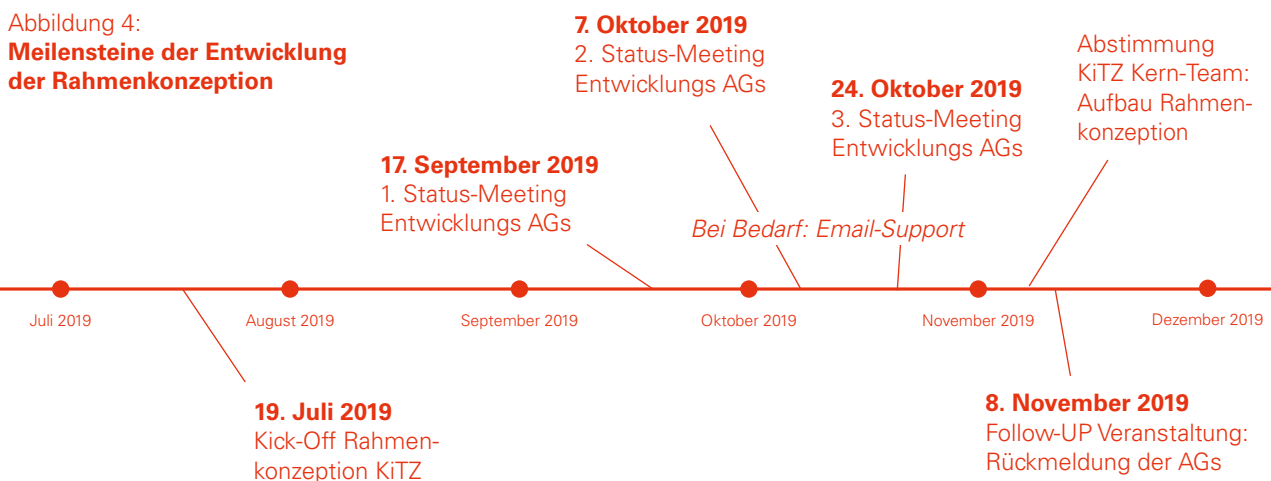 Abbildung 4:
Meilensteine der Entwicklung
der Rahmenkonzeption
7. Oktober 2019
2. Status-Meeting
Entwicklungs AGs
Abstimmung
KiTZ Kern-Team:
Aufbau Rahmen-
konzeption
24. Oktober 2019
3. Status-Meeting
Entwicklungs AGs
17. September 2019
1. Status-Meeting
Entwicklungs AGs
Bei Bedarf: Email-Support
Juli 2019
August 2019
September 2019
Oktober 2019
November 2019
Dezember 2019
19. Juli 2019
Kick-Off Rahmen-
konzeption KiTZ
8. November 2019
Follow-UP Veranstaltung:
Rückmeldung der AGs